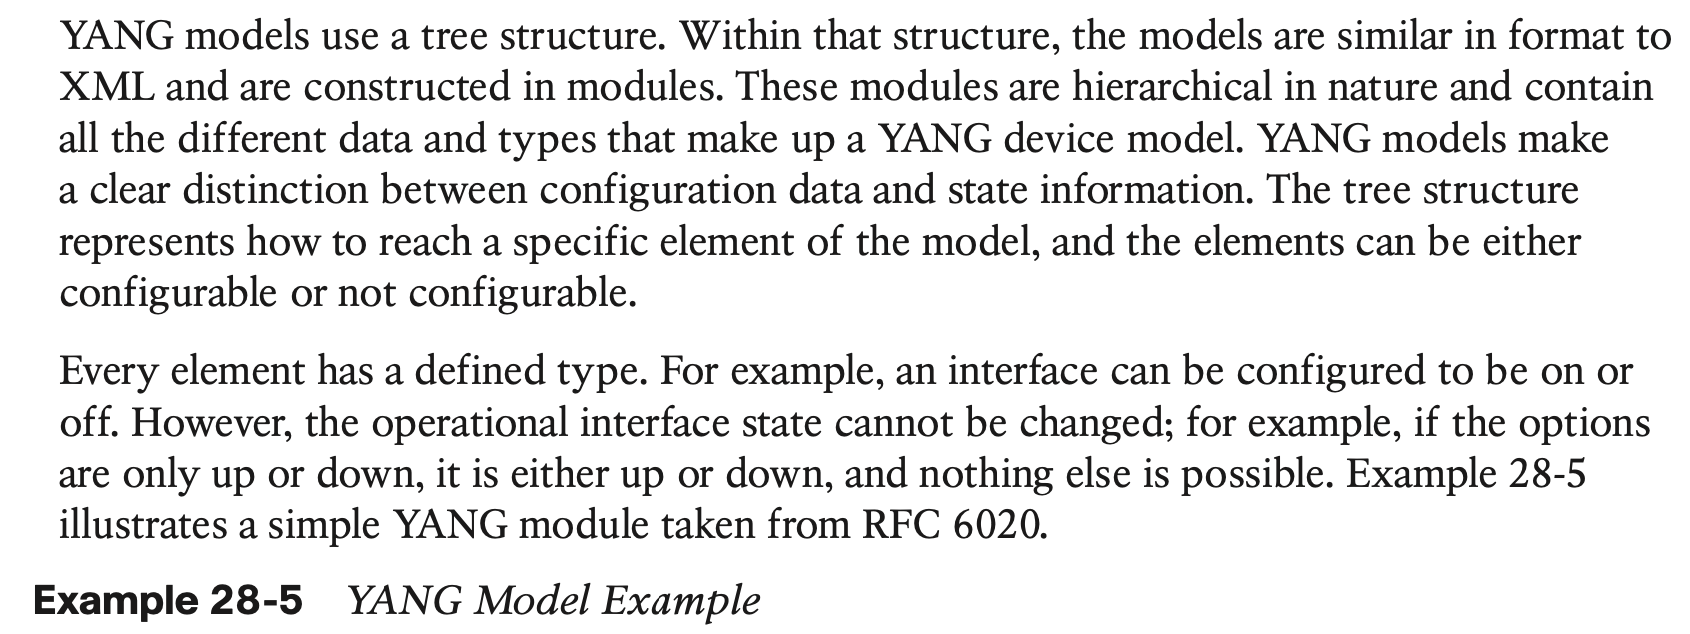 YANG models use a tree structure. Within that structure, the models are similar in format to
XML and are constructed in modules. These modules are hierarchical in nature and contain
all the different data and types that make up a YANG device model. YANG models make
a clear distinction between configuration data and state information. The tree structure
represents how to reach a specific element of the model, and the elements can be either
configurable or not configurable.
Every element has a defined type. For example, an interface can be configured to be on or
off. However, the operational interface state cannot be changed; for example, if the options
are only up or down, it is either up or down, and nothing else is possible. Example 28-5
illustrates a simple YANG module taken from RFC 6020.
Example 28-5 YANG Model Example